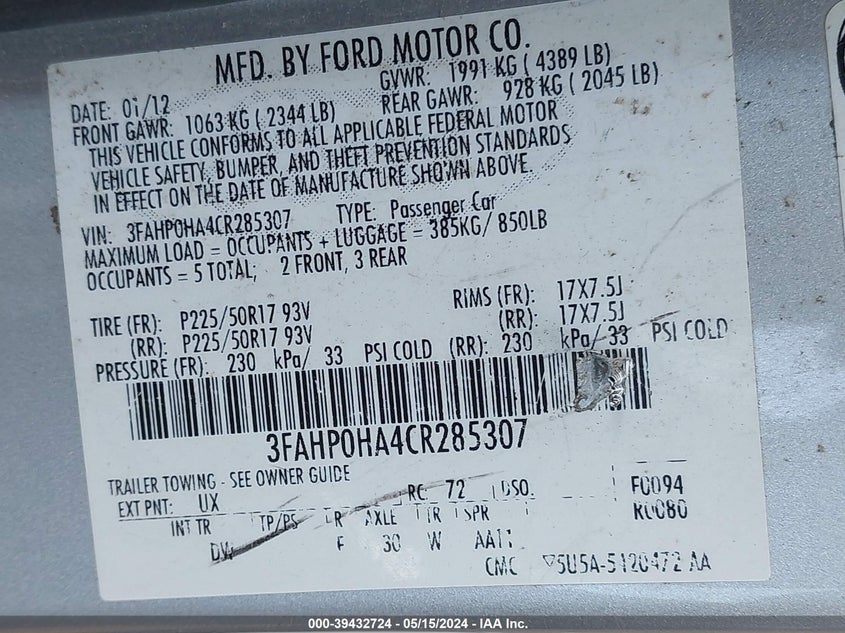 MFD. BY FORD MOTOR CO.
DATE: 01/12 GVWR: 1991 KG ( 4389 LB)
FRONT GAWR: 1063 KG ( 2344 LB) REAR GAWR: 928 KG ( 2045 LB)
THIS VEHICLE CONFORMS TO ALL APPLICABLE FEDERAL MOTOR
VEHICLE SAFETY, BUMPER, AND THEFT PREVENTION STANDARDS
IN EFFECT ON THE DATE OF MANUFACTURE SHOWN ABOVE.
VIN: 3FAHP0HA4CR285307 TYPE: Passenger Car
MAXIMUM LOAD = OCCUPANTS + LUGGAGE = 385KG/ 850LB
OCCUPANTS = 5 TOTAL; 2 FRONT, 3 REAR
TIRE (FR): P225/50R17 93V RIMS (FR): 17X7.5J
(RR): P225/50R17 93V (RR): 17X7.5J
PRESSURE (FR): 230 kPa/ 33 PSI COLD (RR): 230 kPa/ 33 PSI COLD
3FAHP0HA4CR285307
TRAILER TOWING - SEE OWNER GUIDE
EXT PNT: UX RC: 72 DSO: F0094
INT TR TP/PS R AXLE TR SPR R0080
DW F 30 W AA11
CMC ▽5U5A-5420472 AA
000-39432724 - 05/15/2024 - IAA Inc.